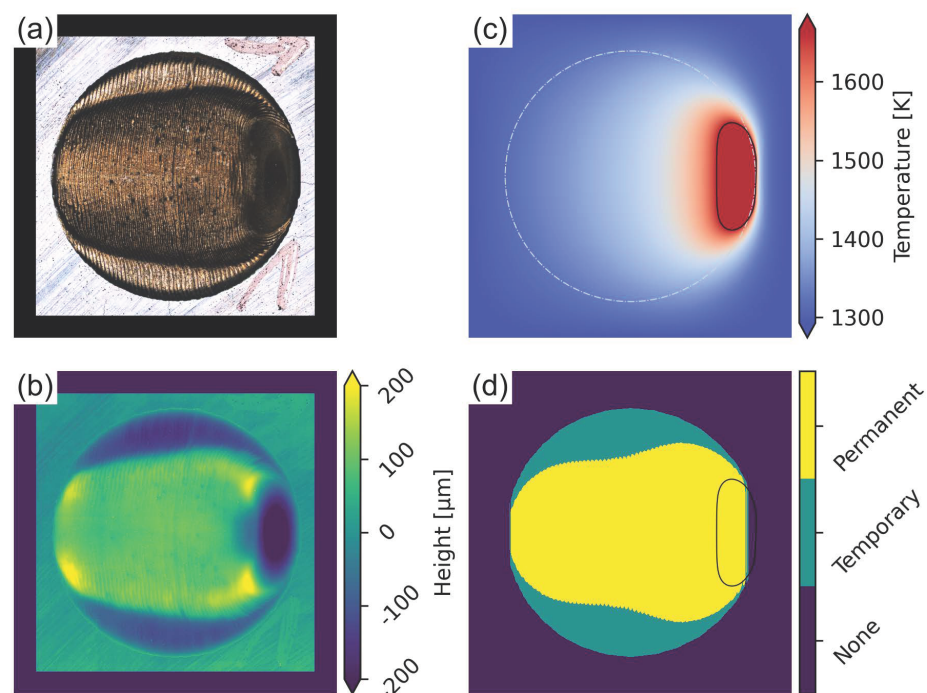 (a)
(c)
1600
1500
1400
1300
Temperature [K]
(b)
200
100
0
-100
-200
Height [µm]
(d)
Permanent
Temporary
None